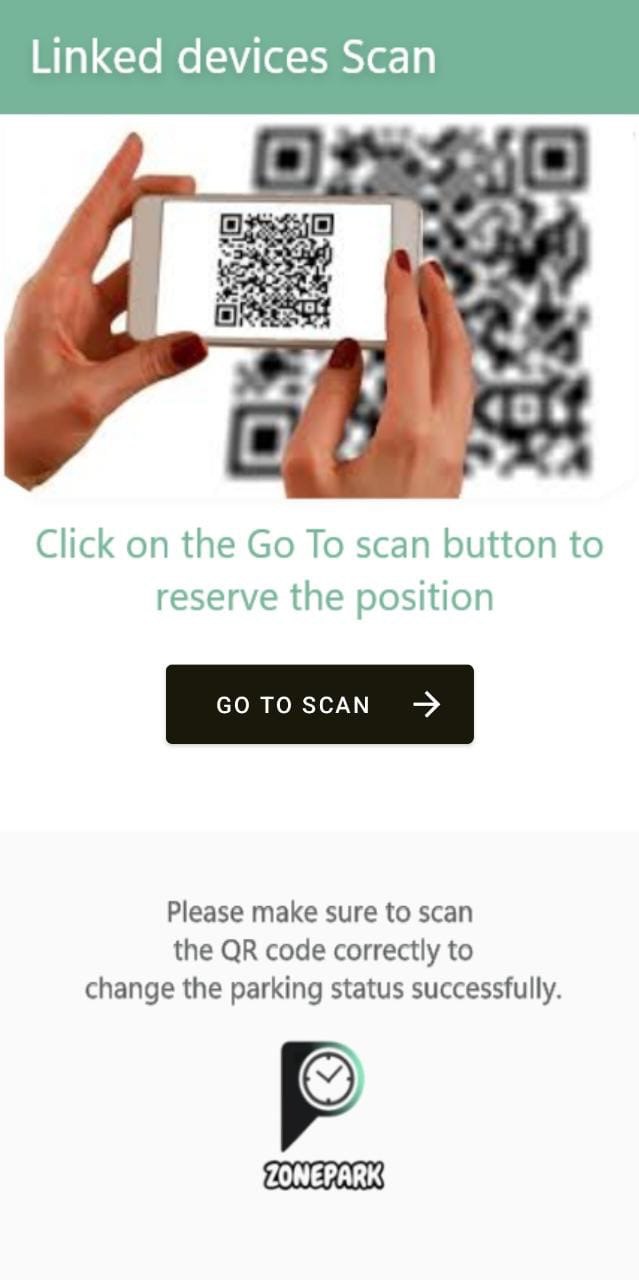 Linked devices Scan
Click on the Go To scan button to
reserve the position
GO TO SCAN
Please make sure to scan
the QR code correctly to
change the parking status successfully.
ZONEPARK